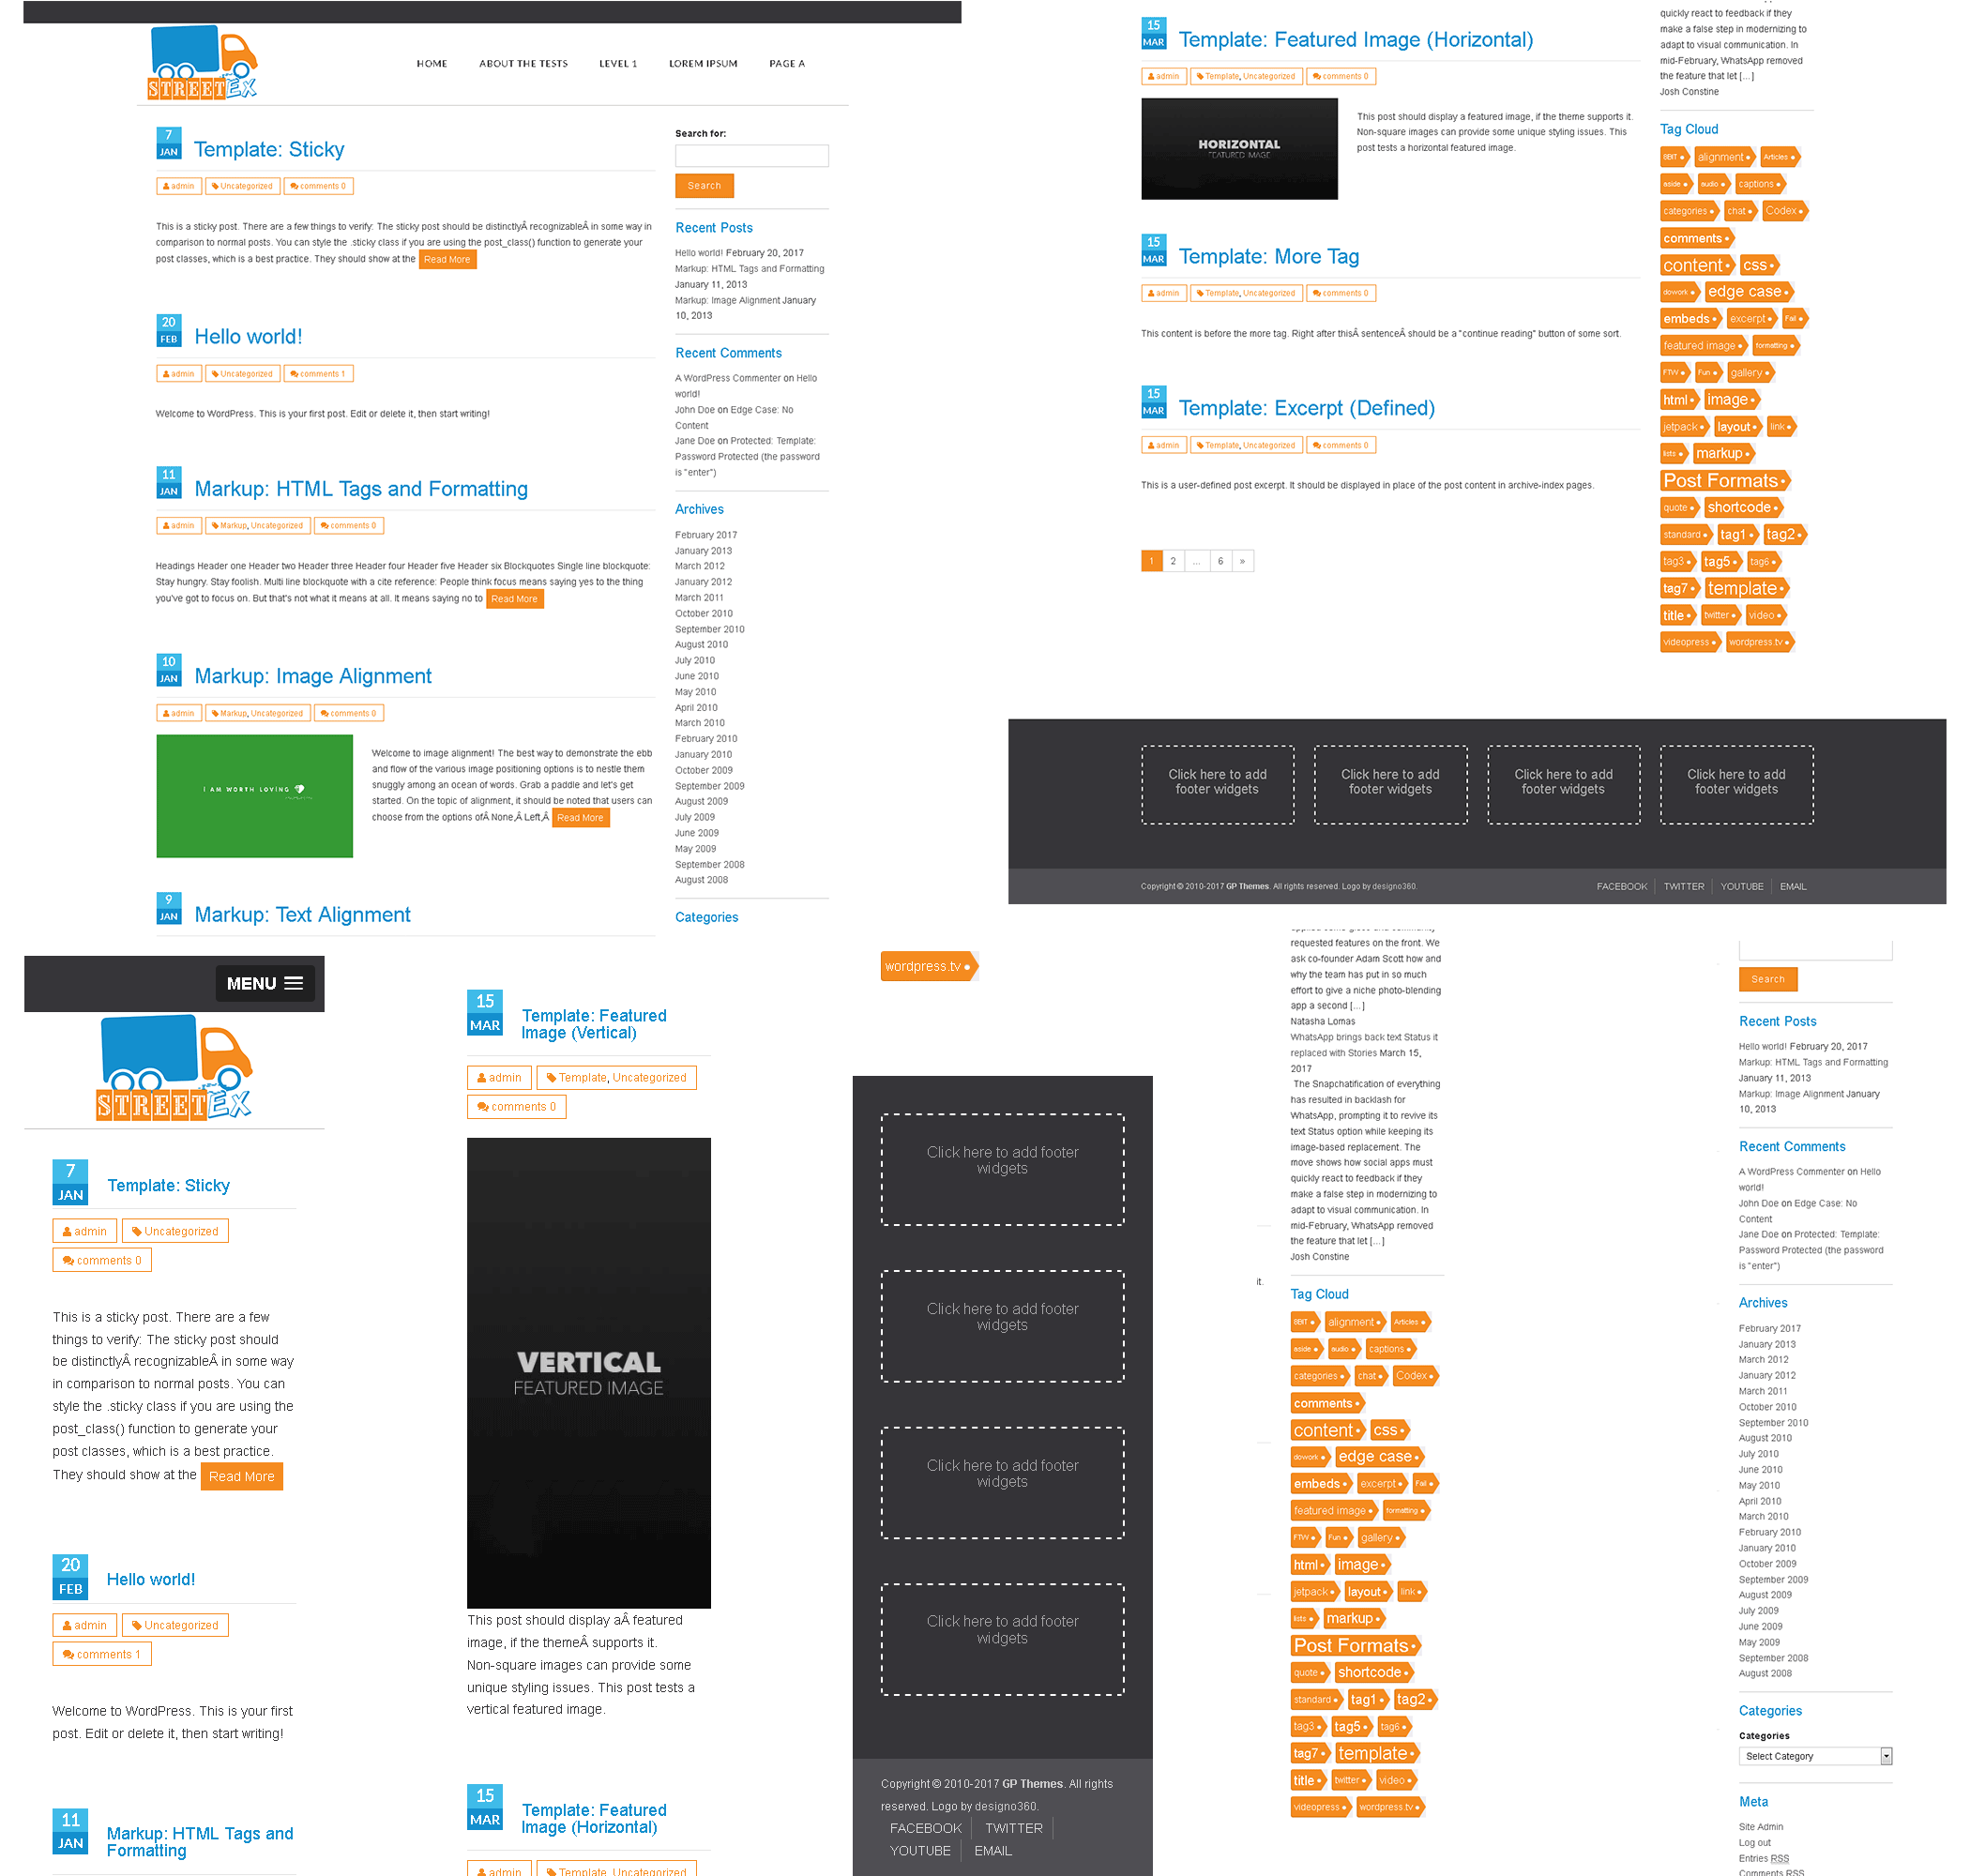 STREETEX
HOME ABOUT THE TESTS LEVEL 1 LOREM IPSUM PAGE A
7
JAN
Template: Sticky
admin Uncategorized comments 0
This is a sticky post. There are a few things to verify: The sticky post should be distinctlyÂ recognizableÂ in some way in
comparison to normal posts. You can style the .sticky class if you are using the post_class() function to generate your
post classes, which is a best practice. They should show at the Read More
20
FEB
Hello world!
admin Uncategorized comments 1
Welcome to WordPress. This is your first post. Edit or delete it, then start writing!
11
JAN
Markup: HTML Tags and Formatting
admin Markup, Uncategorized comments 0
Headings Header one Header two Header three Header four Header five Header six Blockquotes Single line blockquote:
Stay hungry. Stay foolish. Multi line blockquote with a cite reference: People think focus means saying yes to the thing
you've got to focus on. But that's not what it means at all. It means saying no to Read More
10
JAN
Markup: Image Alignment
admin Markup, Uncategorized comments 0
I AM WORTH LOVING
Welcome to image alignment! The best way to demonstrate the ebb
and flow of the various image positioning options is to nestle them
snuggly among an ocean of words. Grab a paddle and let's get
started. On the topic of alignment, it should be noted that users can
choose from the options ofÂ None,Â Left,Â Read More
9
JAN
Markup: Text Alignment
Search for:
Search
Recent Posts
Hello world! February 20, 2017
Markup: HTML Tags and Formatting
January 11, 2013
Markup: Image Alignment January
10, 2013
Recent Comments
A WordPress Commenter on Hello
world!
John Doe on Edge Case: No
Content
Jane Doe on Protected: Template:
Password Protected (the password
is "enter")
Archives
February 2017
January 2013
March 2012
January 2012
March 2011
October 2010
September 2010
August 2010
July 2010
June 2010
May 2010
April 2010
March 2010
February 2010
January 2010
October 2009
September 2009
August 2009
July 2009
June 2009
May 2009
September 2008
August 2008
Categories
15
MAR
Template: Featured Image (Horizontal)
admin Template, Uncategorized comments 0
HORIZONTAL
FEATURED IMAGE
This post should display a featured image, if the theme supports it.
Non-square images can provide some unique styling issues. This
post tests a horizontal featured image.
15
MAR
Template: More Tag
admin Template, Uncategorized comments 0
This content is before the more tag. Right after thisÂ sentenceÂ should be a "continue reading" button of some sort.
15
MAR
Template: Excerpt (Defined)
admin Template, Uncategorized comments 0
This is a user-defined post excerpt. It should be displayed in place of the post content in archive-index pages.
1 2 ... 6 »
quickly react to feedback if they
make a false step in modernizing to
adapt to visual communication. In
mid-February, WhatsApp removed
the feature that let [...]
Josh Constine
Tag Cloud
8BIT alignment Articles
aside audio captions
categories chat Codex
comments
content css
dowork edge case
embeds excerpt Fail
featured image formatting
FTW Fun gallery
html image
jetpack layout link
lists markup
Post Formats
quote shortcode
standard tag1 tag2
tag3 tag5 tag6
tag7 template
title twitter video
videopress wordpress.tv
Click here to add
footer widgets
Click here to add
footer widgets
Click here to add
footer widgets
Click here to add
footer widgets
Copyright © 2010-2017 GP Themes. All rights reserved. Logo by designo360.
FACEBOOK TWITTER YOUTUBE EMAIL
MENU
STREETEX
7
JAN
Template: Sticky
admin Uncategorized
comments 0
This is a sticky post. There are a few
things to verify: The sticky post should
be distinctlyÂ recognizableÂ in some way
in comparison to normal posts. You can
style the .sticky class if you are using the
post_class() function to generate your
post classes, which is a best practice.
They should show at the Read More
20
FEB
Hello world!
admin Uncategorized
comments 1
Welcome to WordPress. This is your first
post. Edit or delete it, then start writing!
11
JAN
Markup: HTML Tags and
Formatting
15
MAR
Template: Featured
Image (Vertical)
admin Template, Uncategorized
comments 0
VERTICAL
FEATURED IMAGE
This post should display aÂ featured
image, if the themeÂ supports it.
Non-square images can provide some
unique styling issues. This post tests a
vertical featured image.
15
MAR
Template: Featured
Image (Horizontal)
admin Template, Uncategorized
wordpress.tv
Click here to add footer
widgets
Click here to add footer
widgets
Click here to add footer
widgets
Click here to add footer
widgets
Copyright © 2010-2017 GP Themes. All rights
reserved. Logo by designo360.
FACEBOOK TWITTER
YOUTUBE EMAIL
requested features on the front. We
ask co-founder Adam Scott how and
why the team has put in so much
effort to give a niche photo-blending
app a second [...]
Natasha Lomas
WhatsApp brings back text Status it
replaced with Stories March 15,
2017
The Snapchatification of everything
has resulted in backlash for
WhatsApp, prompting it to revive its
text Status option while keeping its
image-based replacement. The
move shows how social apps must
quickly react to feedback if they
make a false step in modernizing to
adapt to visual communication. In
mid-February, WhatsApp removed
the feature that let [...]
Josh Constine
it.
Tag Cloud
8BIT alignment Articles
aside audio captions
categories chat Codex
comments
content css
dowork edge case
embeds excerpt Fail
featured image formatting
FTW Fun gallery
html image
jetpack layout link
lists markup
Post Formats
quote shortcode
standard tag1 tag2
tag3 tag5 tag6
tag7 template
title twitter video
videopress wordpress.tv
Search
Recent Posts
Hello world! February 20, 2017
Markup: HTML Tags and Formatting
January 11, 2013
Markup: Image Alignment January
10, 2013
Recent Comments
A WordPress Commenter on Hello
world!
John Doe on Edge Case: No
Content
Jane Doe on Protected: Template:
Password Protected (the password
is "enter")
Archives
February 2017
January 2013
March 2012
January 2012
March 2011
October 2010
September 2010
August 2010
July 2010
June 2010
May 2010
April 2010
March 2010
February 2010
January 2010
October 2009
September 2009
August 2009
July 2009
June 2009
May 2009
September 2008
August 2008
Categories
Categories
Select Category
Meta
Site Admin
Log out
Entries RSS
Comments RSS